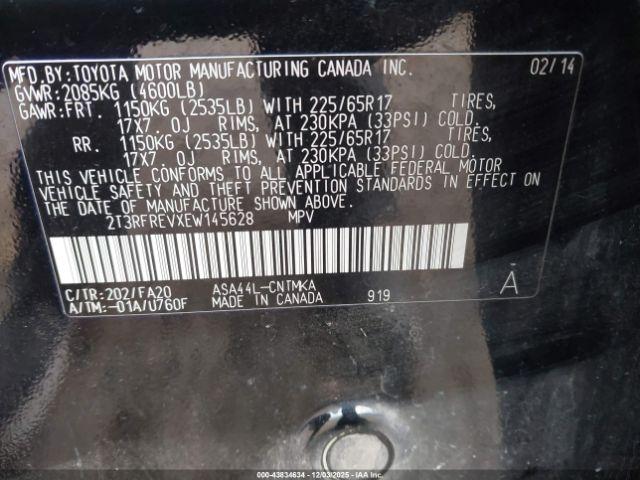 MFD.BY:TOYOTA MOTOR MANUFACTURING CANADA INC. 02/14
GVWR:2085KG (4600LB)
GAWR:FRT. 1150KG (2535LB) WITH 225/65R17 TIRES,
17X7.0J RIMS, AT 230KPA (33PSI) COLD.
RR. 1150KG (2535LB) WITH 225/65R17 TIRES,
17X7.0J RIMS, AT 230KPA (33PSI) COLD.
THIS VEHICLE CONFORMS TO ALL APPLICABLE FEDERAL MOTOR
VEHICLE SAFETY AND THEFT PREVENTION STANDARDS IN EFFECT ON
THE DATE OF MANUFACTURE SHOWN ABOVE.
2T3RFREVXEW145628 MPV
C/TR:202/FA20 ASA44L-CNTMKA
A/TM:-01A/U760F MADE IN CANADA 919 A
000-43834634 - 12/03/2025 - IAA Inc.